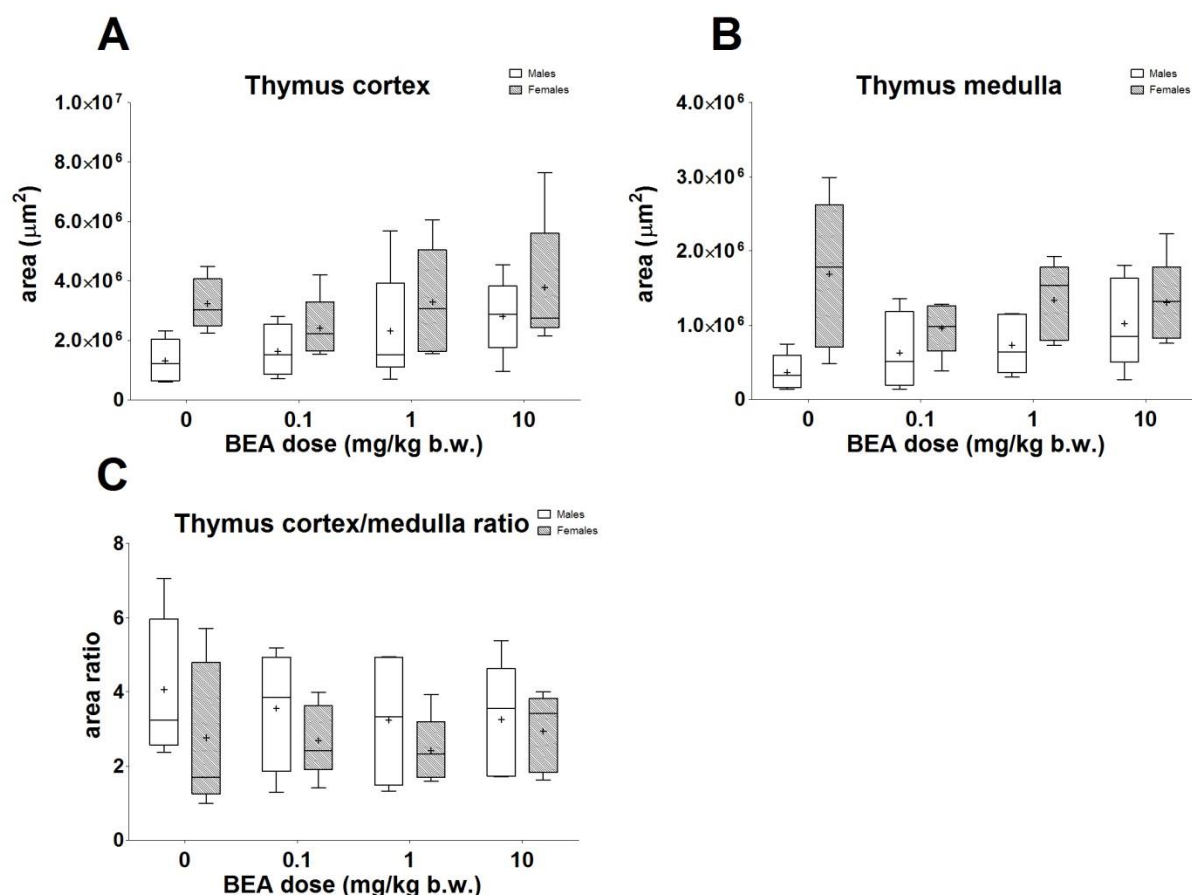 A
Thymus cortex
Males
Females
1.0×10⁷
8.0×10⁶
6.0×10⁶
4.0×10⁶
2.0×10⁶
0
area (μm²)
0 0.1 1 10
BEA dose (mg/kg b.w.)
B
Thymus medulla
Males
Females
4.0×10⁶
3.0×10⁶
2.0×10⁶
1.0×10⁶
0
area (μm²)
0 0.1 1 10
BEA dose (mg/kg b.w.)
C
Thymus cortex/medulla ratio
Males
Females
8
6
4
2
0
area ratio
0 0.1 1 10
BEA dose (mg/kg b.w.)